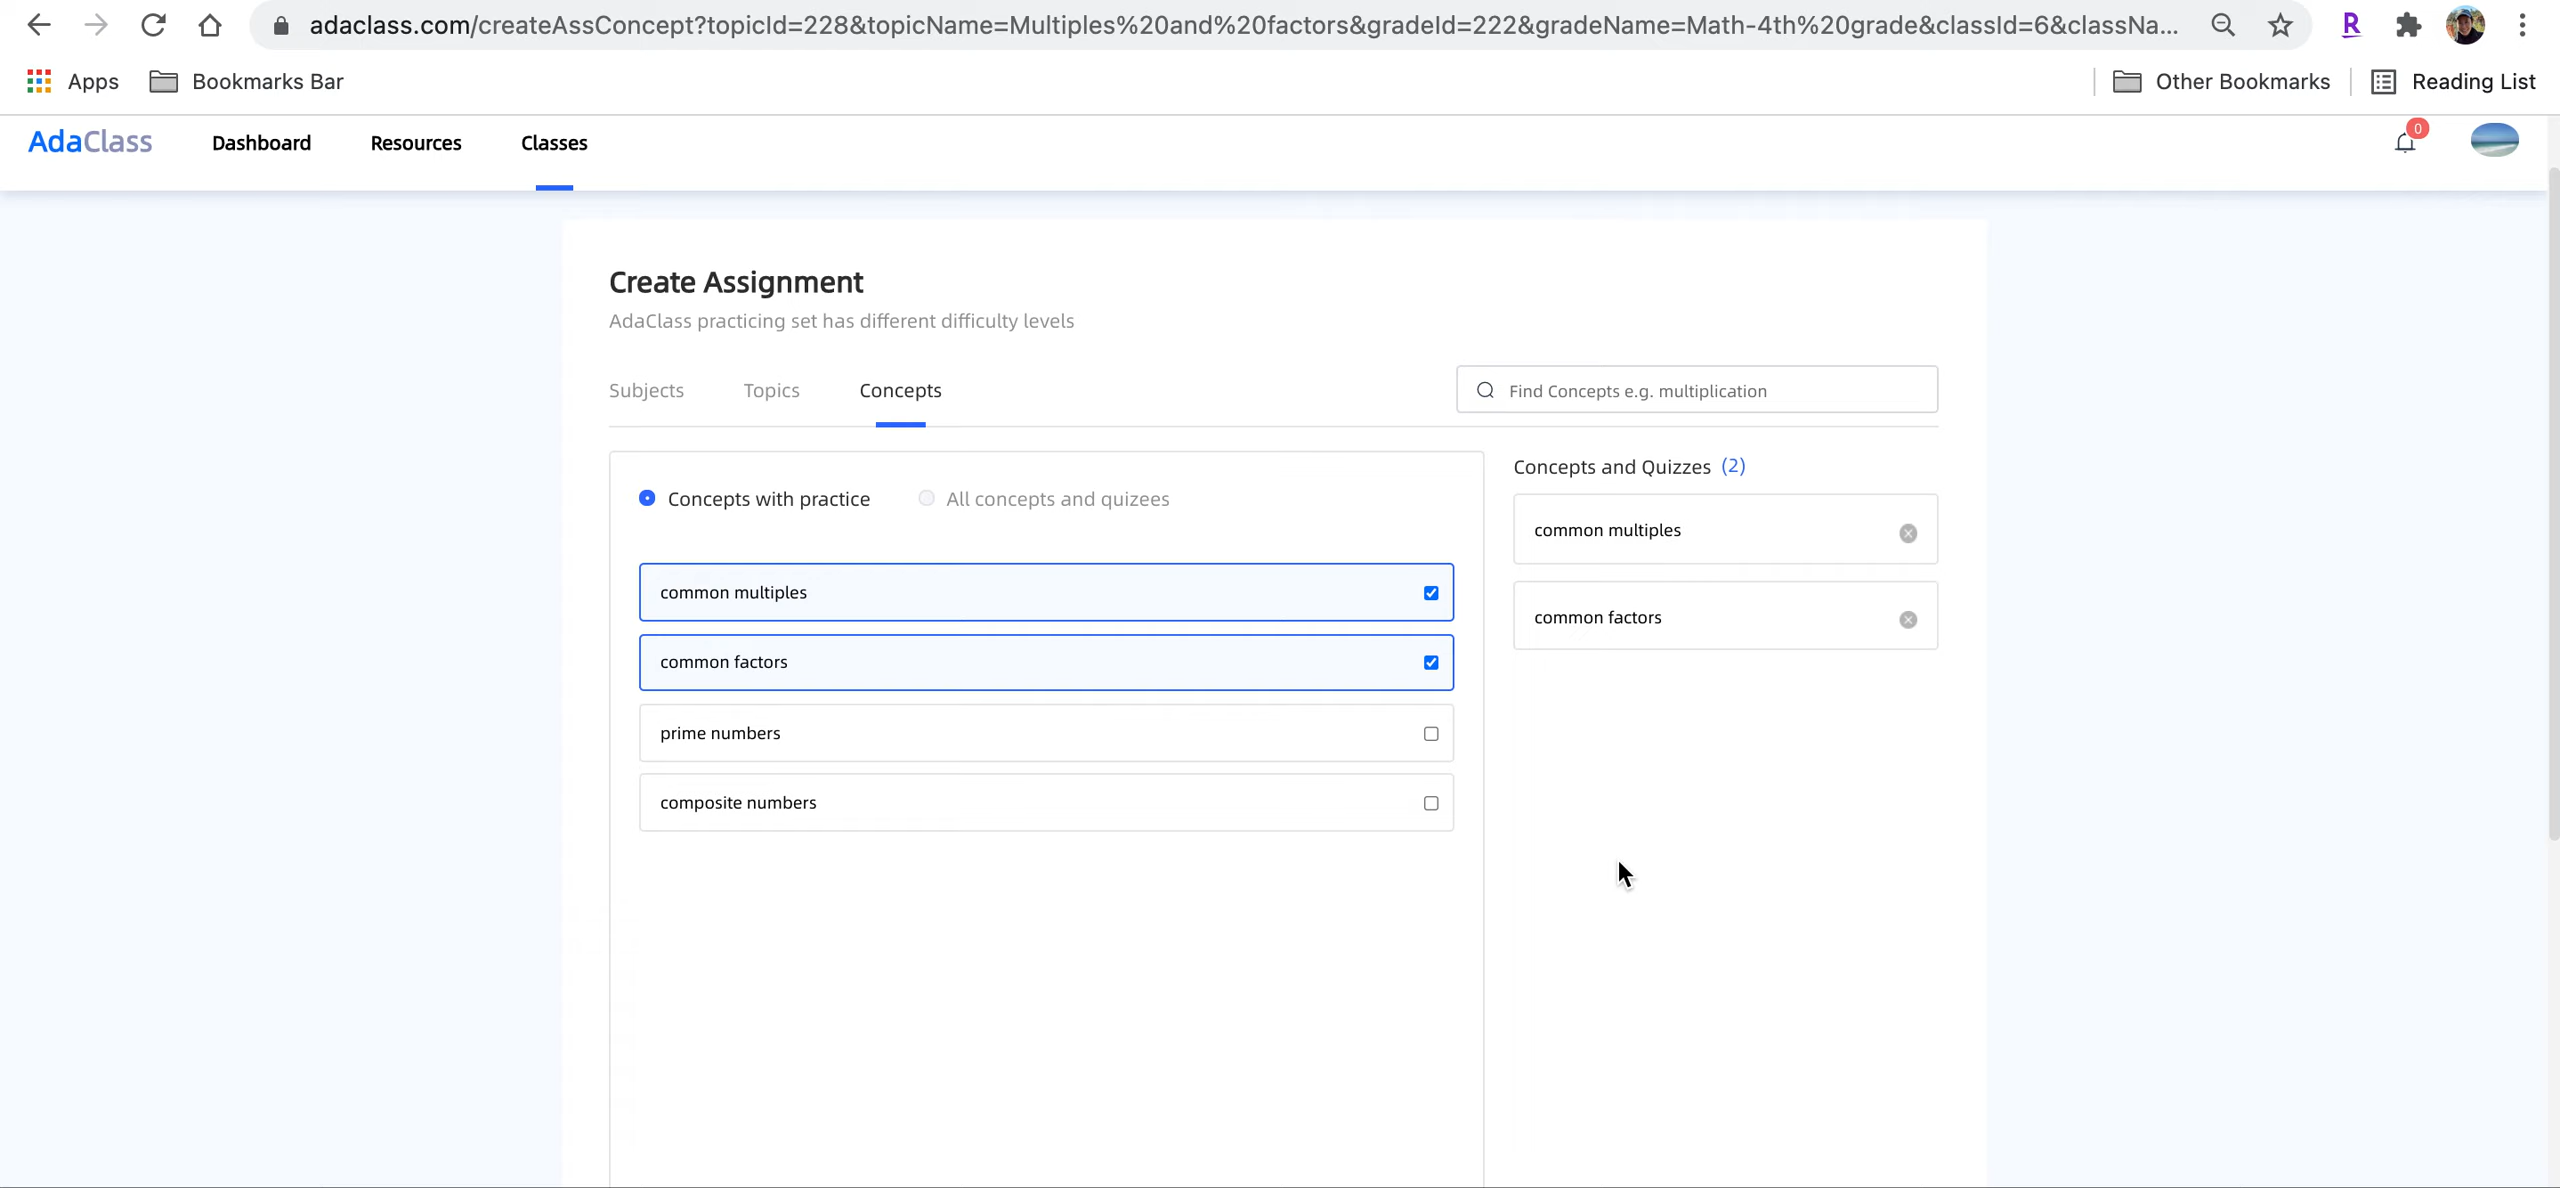 adaclass.com/createAssConcept?topicId=228&topicName=Multiples%20and%20factors&gradeId=222&gradeName=Math-4th%20grade&classId=6&classNa...
R
Apps
Bookmarks Bar
Other Bookmarks
Reading List
AdaClass
Dashboard
Resources
Classes
0
Create Assignment
AdaClass practicing set has different difficulty levels
Subjects
Topics
Concepts
Find Concepts e.g. multiplication
Concepts with practice
All concepts and quizees
common multiples
common factors
prime numbers
composite numbers
Concepts and Quizzes (2)
common multiples
common factors